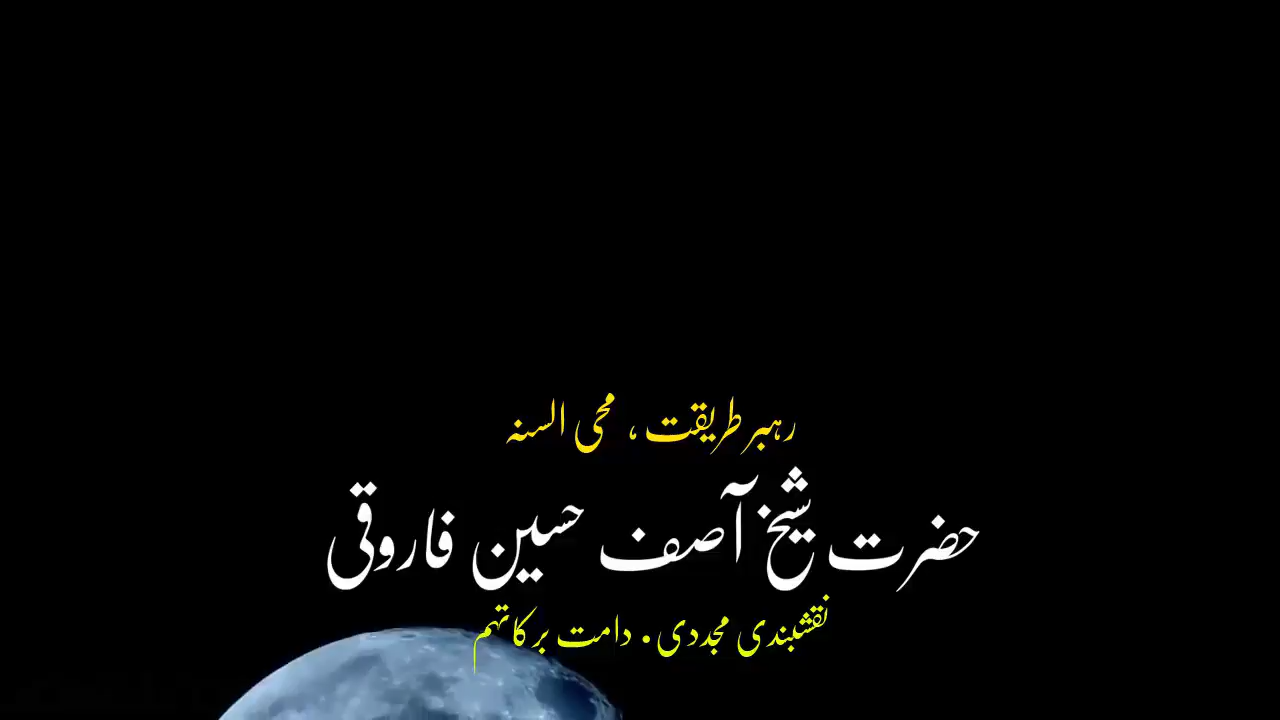 رہبر طریقت، محی السنہ
حضرت شیخ آصف حسین فاروقی
نقشبندی مجددی۔ دامت برکاتہم